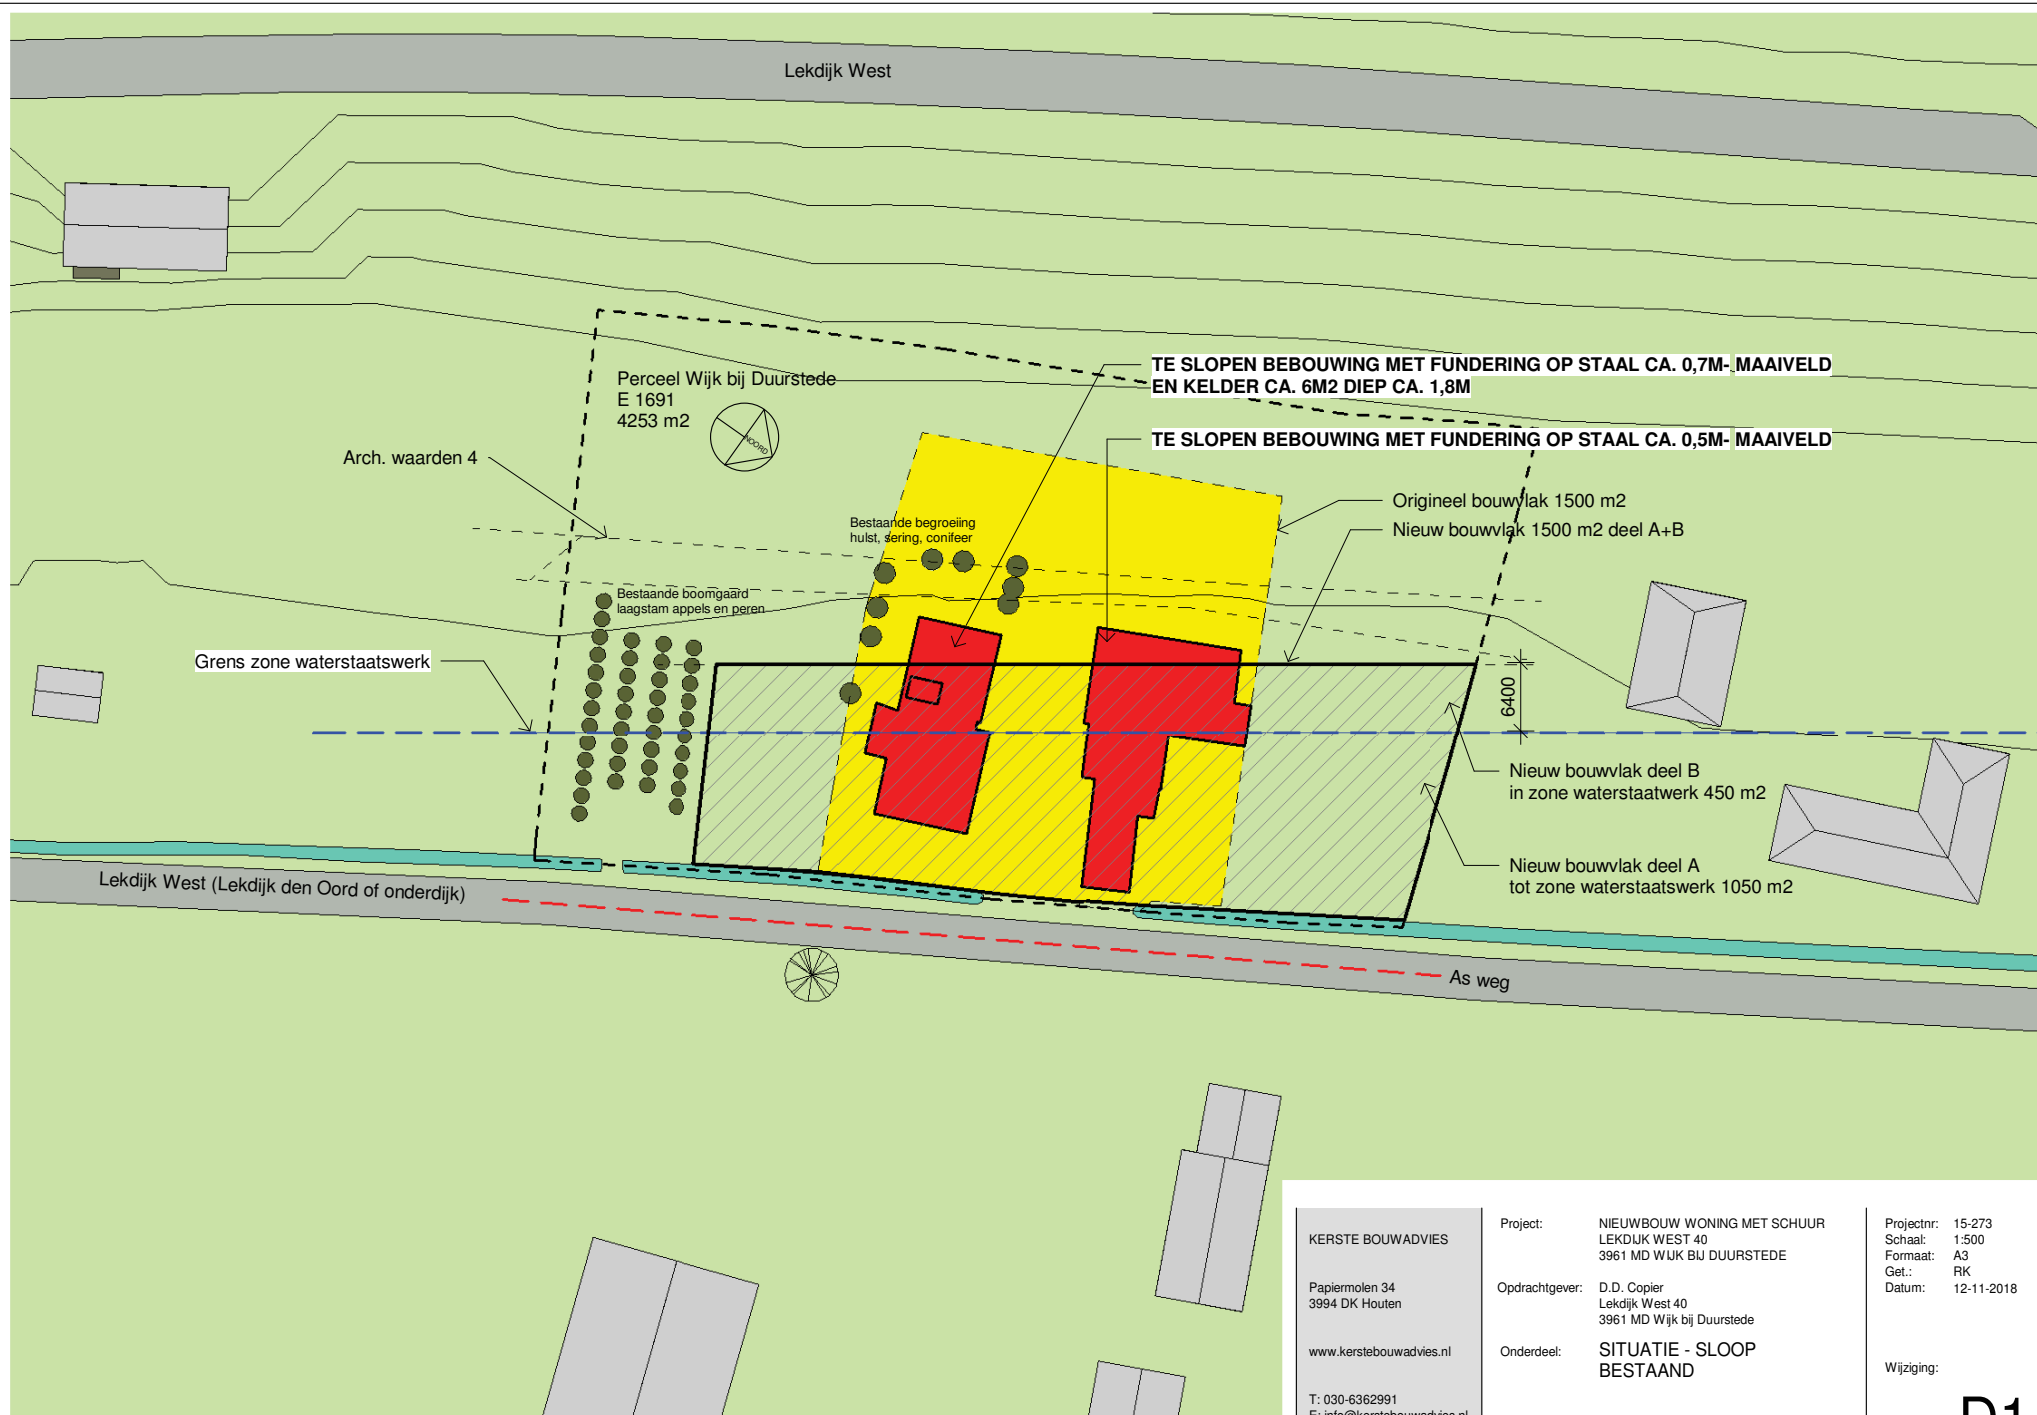 Lekdijk West
TE SLOPEN BEBOUWING MET FUNDERING OP STAAL CA. 0,7M- MAAIVELD
EN KELDER CA. 6M2 DIEP CA. 1,8M
Perceel Wijk bij Duurstede
E 1691
4253 m2
NOORD
TE SLOPEN BEBOUWING MET FUNDERING OP STAAL CA. 0,5M- MAAIVELD
Arch. waarden 4
Origineel bouwvlak 1500 m2
Nieuw bouwvlak 1500 m2 deel A+B
Bestaande begroeiing
hulst, sering, conifeer
Bestaande boomgaard
laagstam appels en peren
Grens zone waterstaatswerk
6400
Nieuw bouwvlak deel B
in zone waterstaatwerk 450 m2
Nieuw bouwvlak deel A
tot zone waterstaatswerk 1050 m2
Lekdijk West (Lekdijk den Oord of onderdijk)
As weg
KERSTE BOUWADVIES
Papiermolen 34
3994 DK Houten
www.kerstebouwadvies.nl
T: 030-6362991
E: info@kerstebouwadvies.nl
Project: NIEUWBOUW WONING MET SCHUUR
LEKDIJK WEST 40
3961 MD WIJK BIJ DUURSTEDE
Opdrachtgever: D.D. Copier
Lekdijk West 40
3961 MD Wijk bij Duurstede
Onderdeel: SITUATIE - SLOOP
BESTAAND
Projectnr: 15-273
Schaal: 1:500
Formaat: A3
Get.: RK
Datum: 12-11-2018
Wijziging:
D1